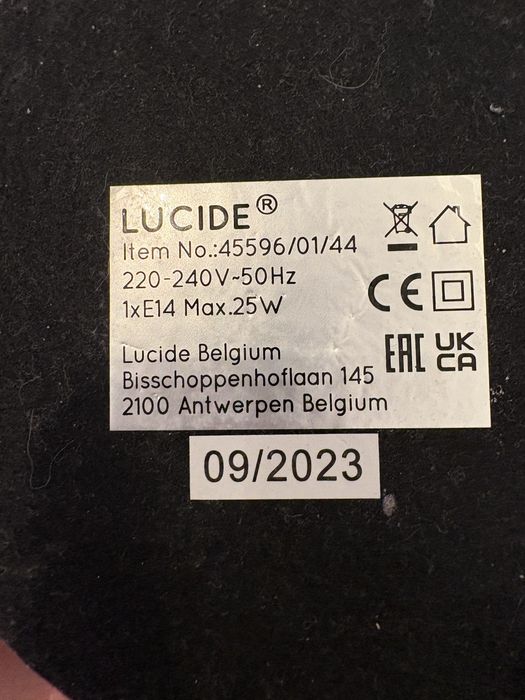 LUCIDE®
Item No.:45596/01/44
220-240V~50Hz
1xE14 Max.25W
CE
Lucide Belgium
Bisschoppenhoflaan 145
2100 Antwerpen Belgium
EAC
UK
CA
09/2023